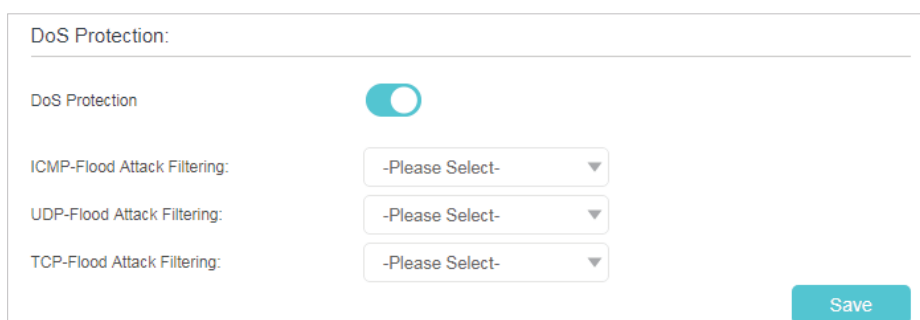 DoS Protection:
DoS Protection
ICMP-Flood Attack Filtering: -Please Select-
UDP-Flood Attack Filtering: -Please Select-
TCP-Flood Attack Filtering: -Please Select-
Save